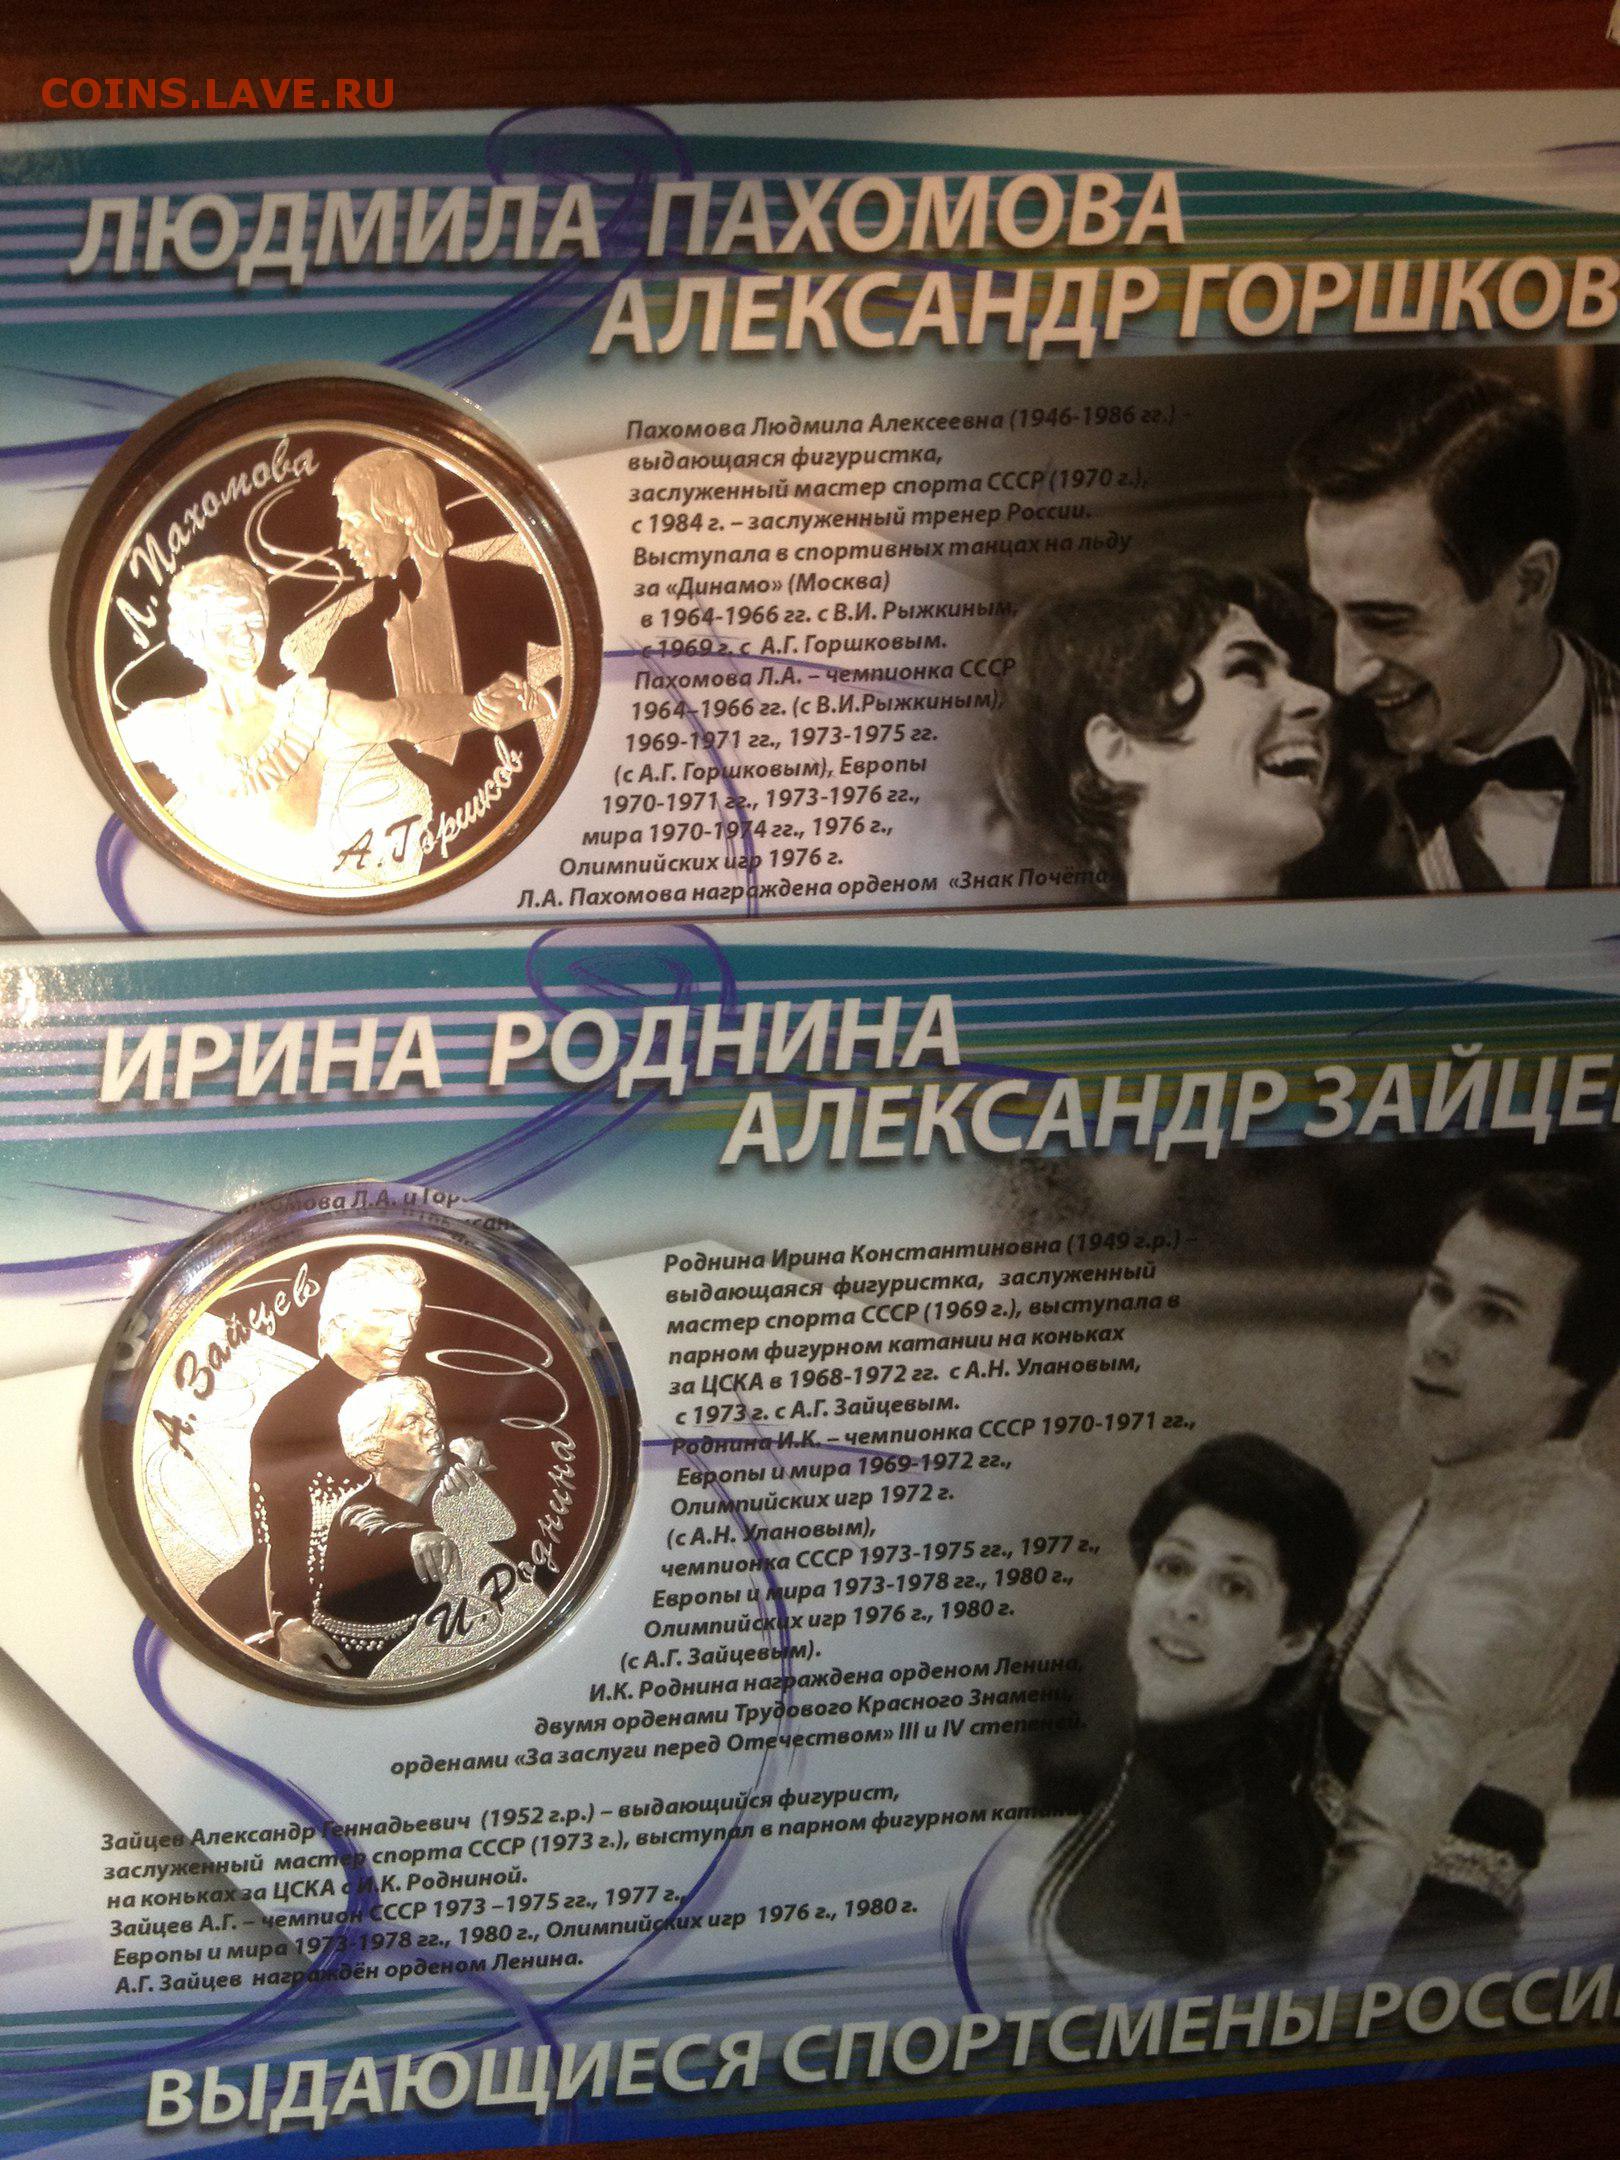 COINS.LAVE.RU
ЛЮДМИЛА ПАХОМОВА
АЛЕКСАНДР ГОРШКОВ
Л. Пахомова
А. Горшков
Пахомова Людмила Алексеевна (1946-1986 гг.) -
выдающаяся фигуристка,
заслуженный мастер спорта СССР (1970 г.),
с 1984 г. – заслуженный тренер России.
Выступала в спортивных танцах на льду
за «Динамо» (Москва)
в 1964-1966 гг. с В.И. Рыжкиным,
с 1969 г. с А.Г. Горшковым.
Пахомова Л.А. – чемпионка СССР
1964–1966 гг. (с В.И.Рыжкиным),
1969-1971 гг., 1973-1975 гг.
(с А.Г. Горшковым), Европы
1970-1971 гг., 1973-1976 гг.,
мира 1970-1974 гг., 1976 г.,
Олимпийских игр 1976 г.
Л.А. Пахомова награждена орденом «Знак Почёта»
ИРИНА РОДНИНА
АЛЕКСАНДР ЗАЙЦЕ
Пахомова Л.А. и Гор
А. Зайцев
И. Роднина
Роднина Ирина Константиновна (1949 г.р.) –
выдающаяся фигуристка, заслуженный
мастер спорта СССР (1969 г.), выступала в
парном фигурном катании на коньках
за ЦСКА в 1968-1972 гг. с А.Н. Улановым,
с 1973 г. с А.Г. Зайцевым.
Роднина И.К. – чемпионка СССР 1970-1971 гг.,
Европы и мира 1969-1972 гг.,
Олимпийских игр 1972 г.
(с А.Н. Улановым),
чемпионка СССР 1973-1975 гг., 1977 г.,
Европы и мира 1973-1978 гг., 1980 г.,
Олимпийских игр 1976 г., 1980 г.
(с А.Г. Зайцевым).
И.К. Роднина награждена орденом Ленина,
двумя орденами Трудового Красного Знамени,
орденами «За заслуги перед Отечеством» III и IV степеней.
Зайцев Александр Геннадьевич (1952 г.р.) – выдающийся фигурист,
заслуженный мастер спорта СССР (1973 г.), выступал в парном фигурном катании
на коньках за ЦСКА с И.К. Родниной.
Зайцев А.Г. – чемпион СССР 1973 –1975 гг., 1977 г.,
Европы и мира 1973-1978 гг., 1980 г., Олимпийских игр 1976 г., 1980 г.
А.Г. Зайцев награждён орденом Ленина.
ВЫДАЮЩИЕСЯ СПОРТСМЕНЫ РОССИ